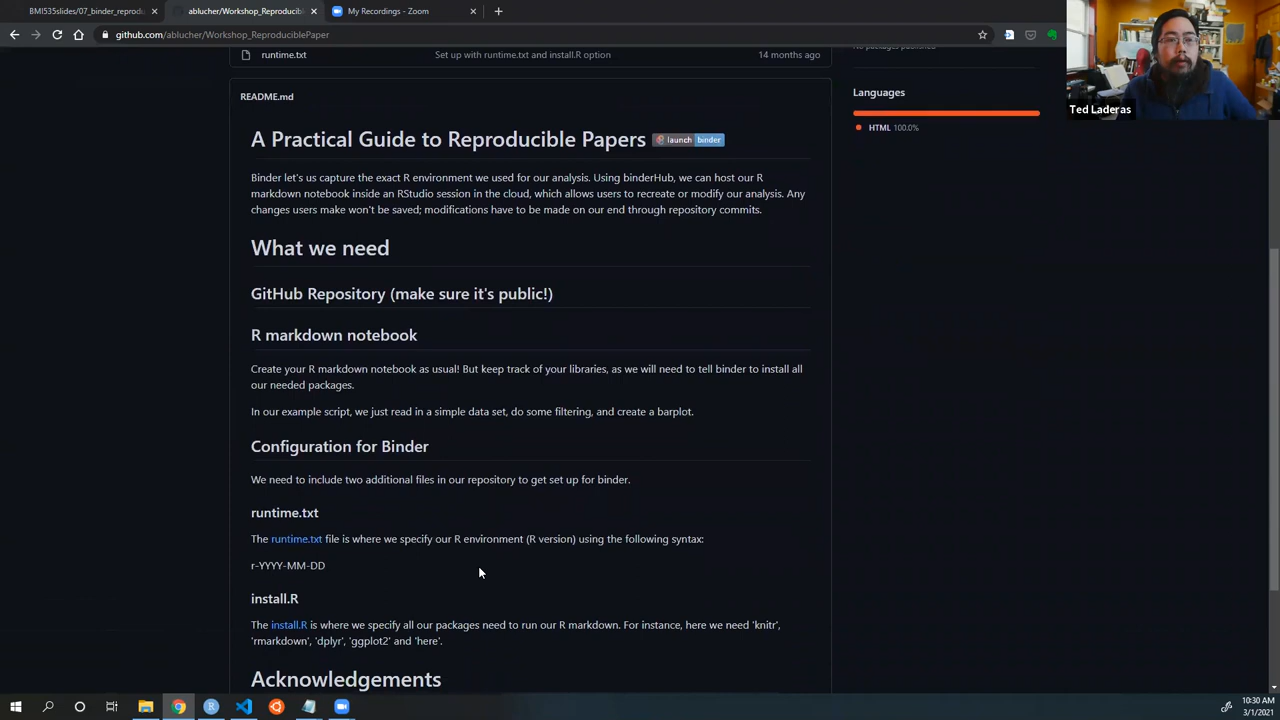 BMI535slides/07_binder_reprodu
ablucher/Workshop_Reproducibl
My Recordings - Zoom
github.com/ablucher/Workshop_ReproduciblePaper
runtime.txt Set up with runtime.txt and install.R option 14 months ago
No packages published
README.md
Languages
HTML 100.0%
Ted Laderas
A Practical Guide to Reproducible Papers launch binder
Binder let's us capture the exact R environment we used for our analysis. Using binderHub, we can host our R
markdown notebook inside an RStudio session in the cloud, which allows users to recreate or modify our analysis. Any
changes users make won't be saved; modifications have to be made on our end through repository commits.
What we need
GitHub Repository (make sure it's public!)
R markdown notebook
Create your R markdown notebook as usual! But keep track of your libraries, as we will need to tell binder to install all
our needed packages.
In our example script, we just read in a simple data set, do some filtering, and create a barplot.
Configuration for Binder
We need to include two additional files in our repository to get set up for binder.
runtime.txt
The runtime.txt file is where we specify our R environment (R version) using the following syntax:
r-YYYY-MM-DD
install.R
The install.R is where we specify all our packages need to run our R markdown. For instance, here we need 'knitr',
'rmarkdown', 'dplyr', 'ggplot2' and 'here'.
Acknowledgements
10:30 AM
3/1/2021